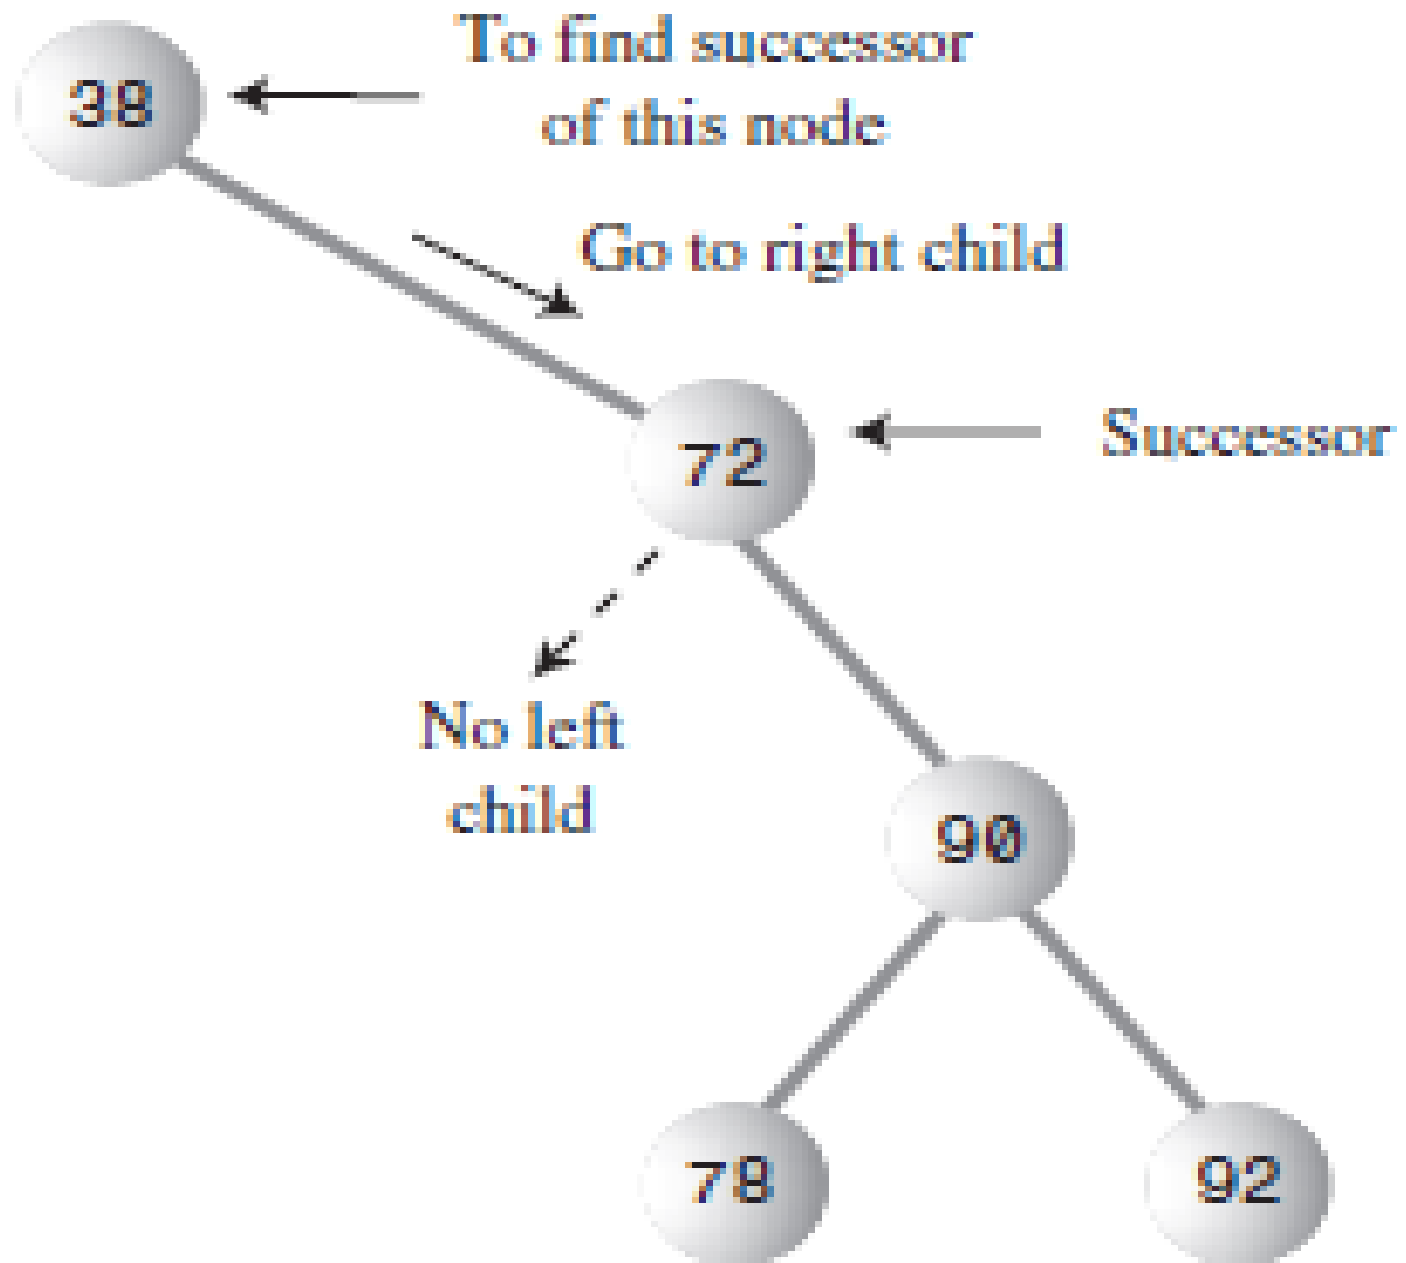 38
To find successor
of this node
Go to right child
72
Successor
No left
child
90
78
92